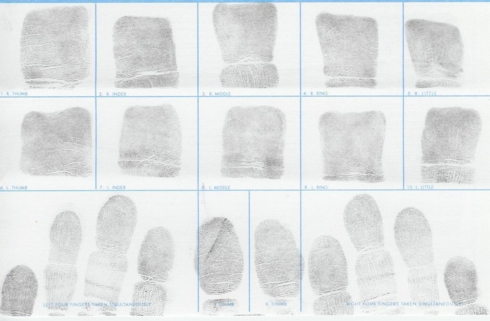 1. R. THUMB 2. R. INDEX 3. R. MIDDLE 4. R. RING 5. R. LITTLE
6. L. THUMB 7. L. INDEX 8. L. MIDDLE 9. L. RING 10. L. LITTLE
LEFT FOUR FINGERS TAKEN SIMULTANEOUSLY L. THUMB R. THUMB RIGHT FOUR FINGERS TAKEN SIMULTANEOUSLY